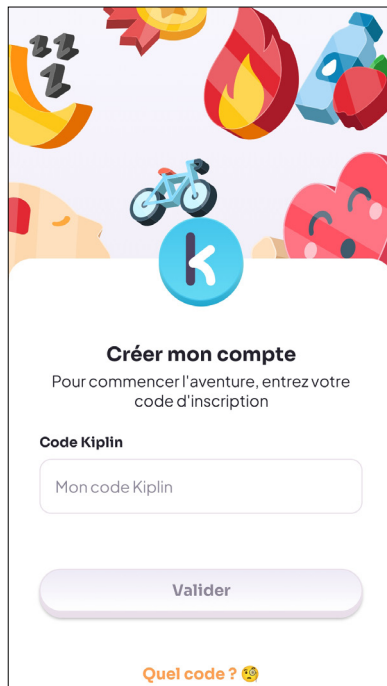 Créer mon compte
Pour commencer l'aventure, entrez votre
code d'inscription
Code Kiplin
Mon code Kiplin
Valider
Quel code ? 🧐